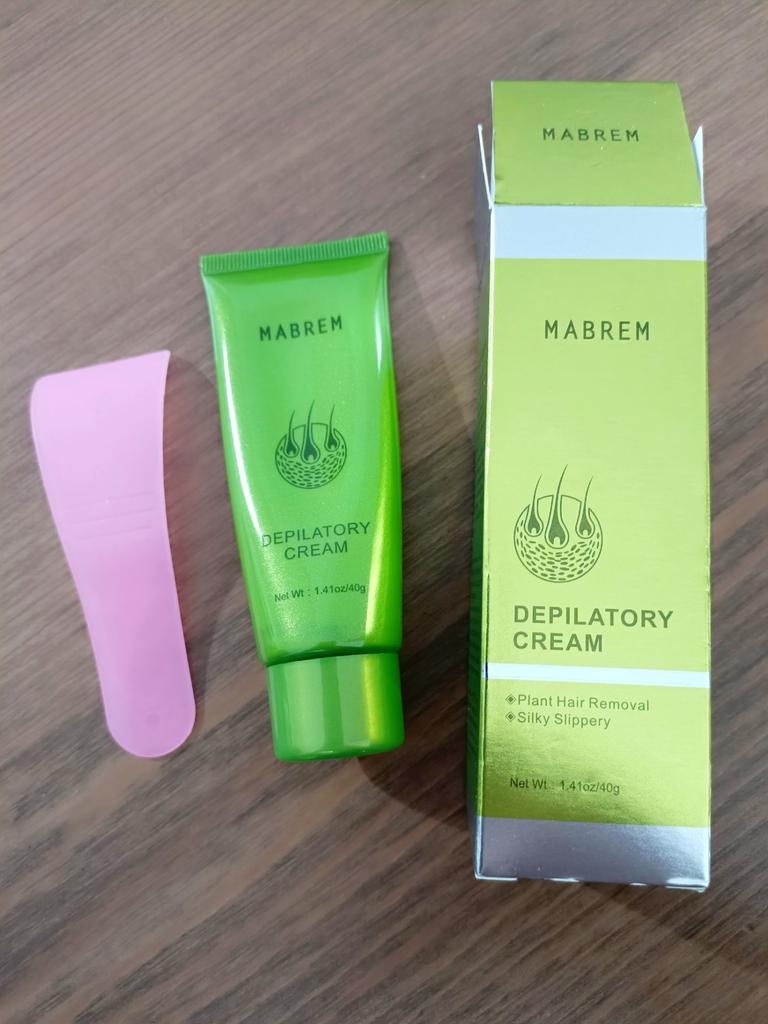 MABREM
DEPILATORY
CREAM
Net Wt : 1.41oz/40g
MABREM
MABREM
DEPILATORY
CREAM
◈Plant Hair Removal
◈Silky Slippery
Net Wt : 1.41oz/40g